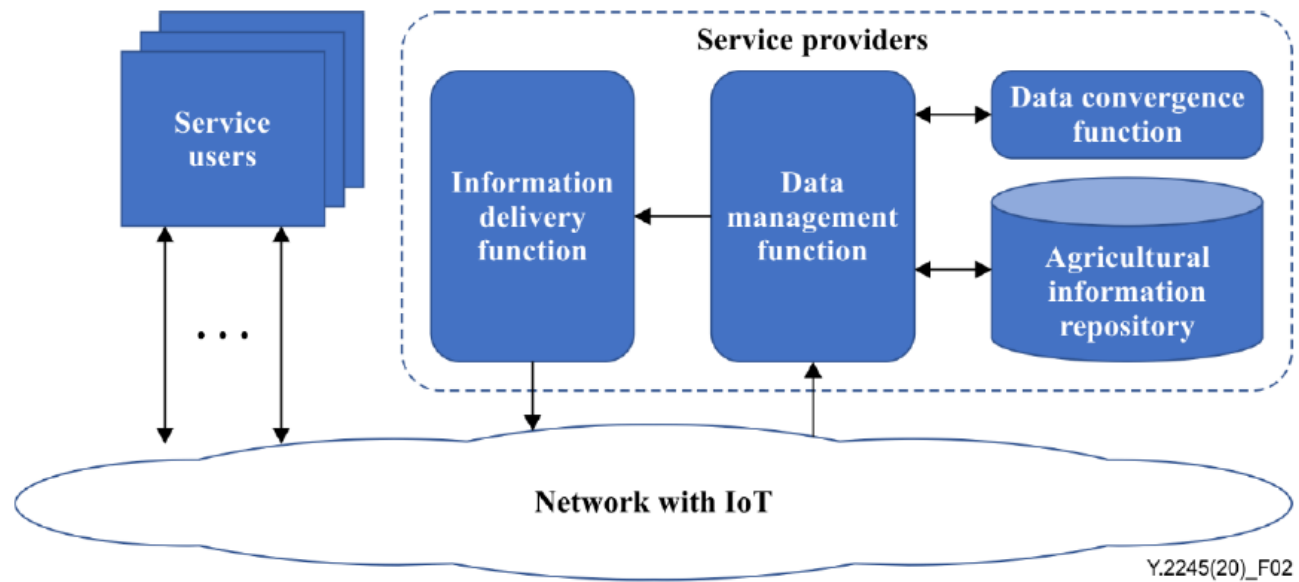 Service providers
Service
users
Information
delivery
function
Data
management
function
Data convergence
function
Agricultural
information
repository
...
Network with IoT
Y.2245(20)_F02